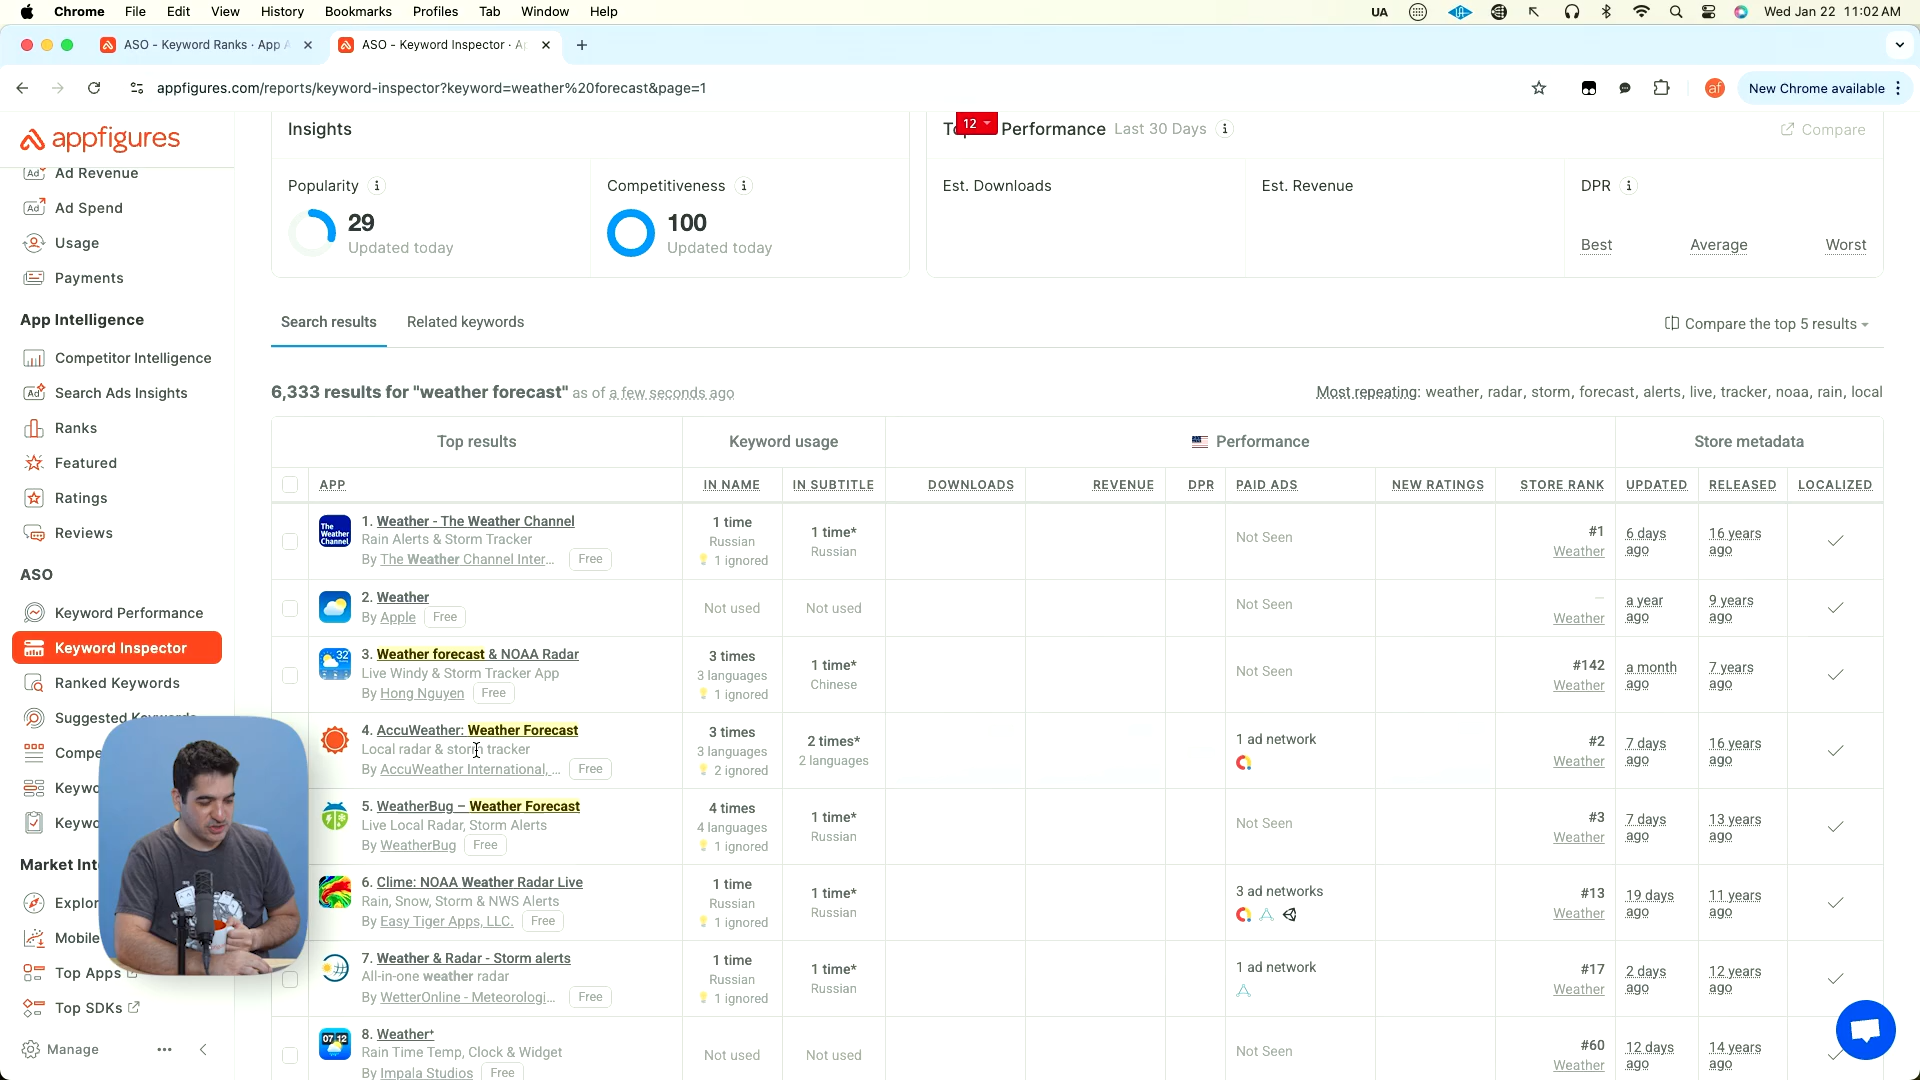 Chrome File Edit View History Bookmarks Profiles Tab Window Help
UA Wed Jan 22 11:02 AM
ASO - Keyword Ranks · App A
ASO - Keyword Inspector · Ap
appfigures.com/reports/keyword-inspector?keyword=weather%20forecast&page=1
af New Chrome available
appfigures
Ad Revenue
Ad Spend
Usage
Payments
App Intelligence
Competitor Intelligence
Search Ads Insights
Ranks
Featured
Ratings
Reviews
ASO
Keyword Performance
Keyword Inspector
Ranked Keywords
Suggested Keywords
Compe
Keywo
Keywo
Market Int
Explor
Mobile
Top Apps
Top SDKs
Manage
Insights
Popularity
29
Updated today
Competitiveness
100
Updated today
12
Performance Last 30 Days
Compare
Est. Downloads Est. Revenue DPR
Best Average Worst
Search results Related keywords
Compare the top 5 results
6,333 results for "weather forecast" as of a few seconds ago
Most repeating: weather, radar, storm, forecast, alerts, live, tracker, noaa, rain, local
Top results Keyword usage Performance Store metadata
APP IN NAME IN SUBTITLE DOWNLOADS REVENUE DPR PAID ADS NEW RATINGS STORE RANK UPDATED RELEASED LOCALIZED
The Weather Channel
1. Weather - The Weather Channel
Rain Alerts & Storm Tracker
By The Weather Channel Inter... Free
1 time
Russian
1 ignored
1 time*
Russian
Not Seen
#1
Weather
6 days ago
16 years ago
2. Weather
By Apple Free
Not used
Not used
Not Seen
–
Weather
a year ago
9 years ago
32
3. Weather forecast & NOAA Radar
Live Windy & Storm Tracker App
By Hong Nguyen Free
3 times
3 languages
1 ignored
1 time*
Chinese
Not Seen
#142
Weather
a month ago
7 years ago
4. AccuWeather: Weather Forecast
Local radar & storm tracker
By AccuWeather International, ... Free
3 times
3 languages
2 ignored
2 times*
2 languages
1 ad network
#2
Weather
7 days ago
16 years ago
5. WeatherBug – Weather Forecast
Live Local Radar, Storm Alerts
By WeatherBug Free
4 times
4 languages
1 ignored
1 time*
Russian
Not Seen
#3
Weather
7 days ago
13 years ago
6. Clime: NOAA Weather Radar Live
Rain, Snow, Storm & NWS Alerts
By Easy Tiger Apps, LLC. Free
1 time
Russian
1 ignored
1 time*
Russian
3 ad networks
#13
Weather
19 days ago
11 years ago
7. Weather & Radar - Storm alerts
All-in-one weather radar
By WetterOnline - Meteorologi... Free
1 time
Russian
1 ignored
1 time*
Russian
1 ad network
#17
Weather
2 days ago
12 years ago
07 12
8. Weather⁺
Rain Time Temp, Clock & Widget
By Impala Studios Free
Not used
Not used
Not Seen
#60
Weather
12 days ago
14 years ago